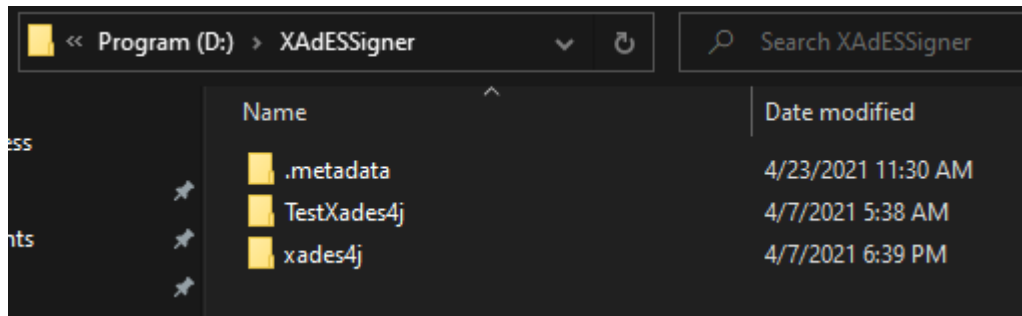 « Program (D:) > XAdESSigner Search XAdESSigner
Name Date modified
ess
.metadata 4/23/2021 11:30 AM
TestXades4j 4/7/2021 5:38 AM
nts
xades4j 4/7/2021 6:39 PM